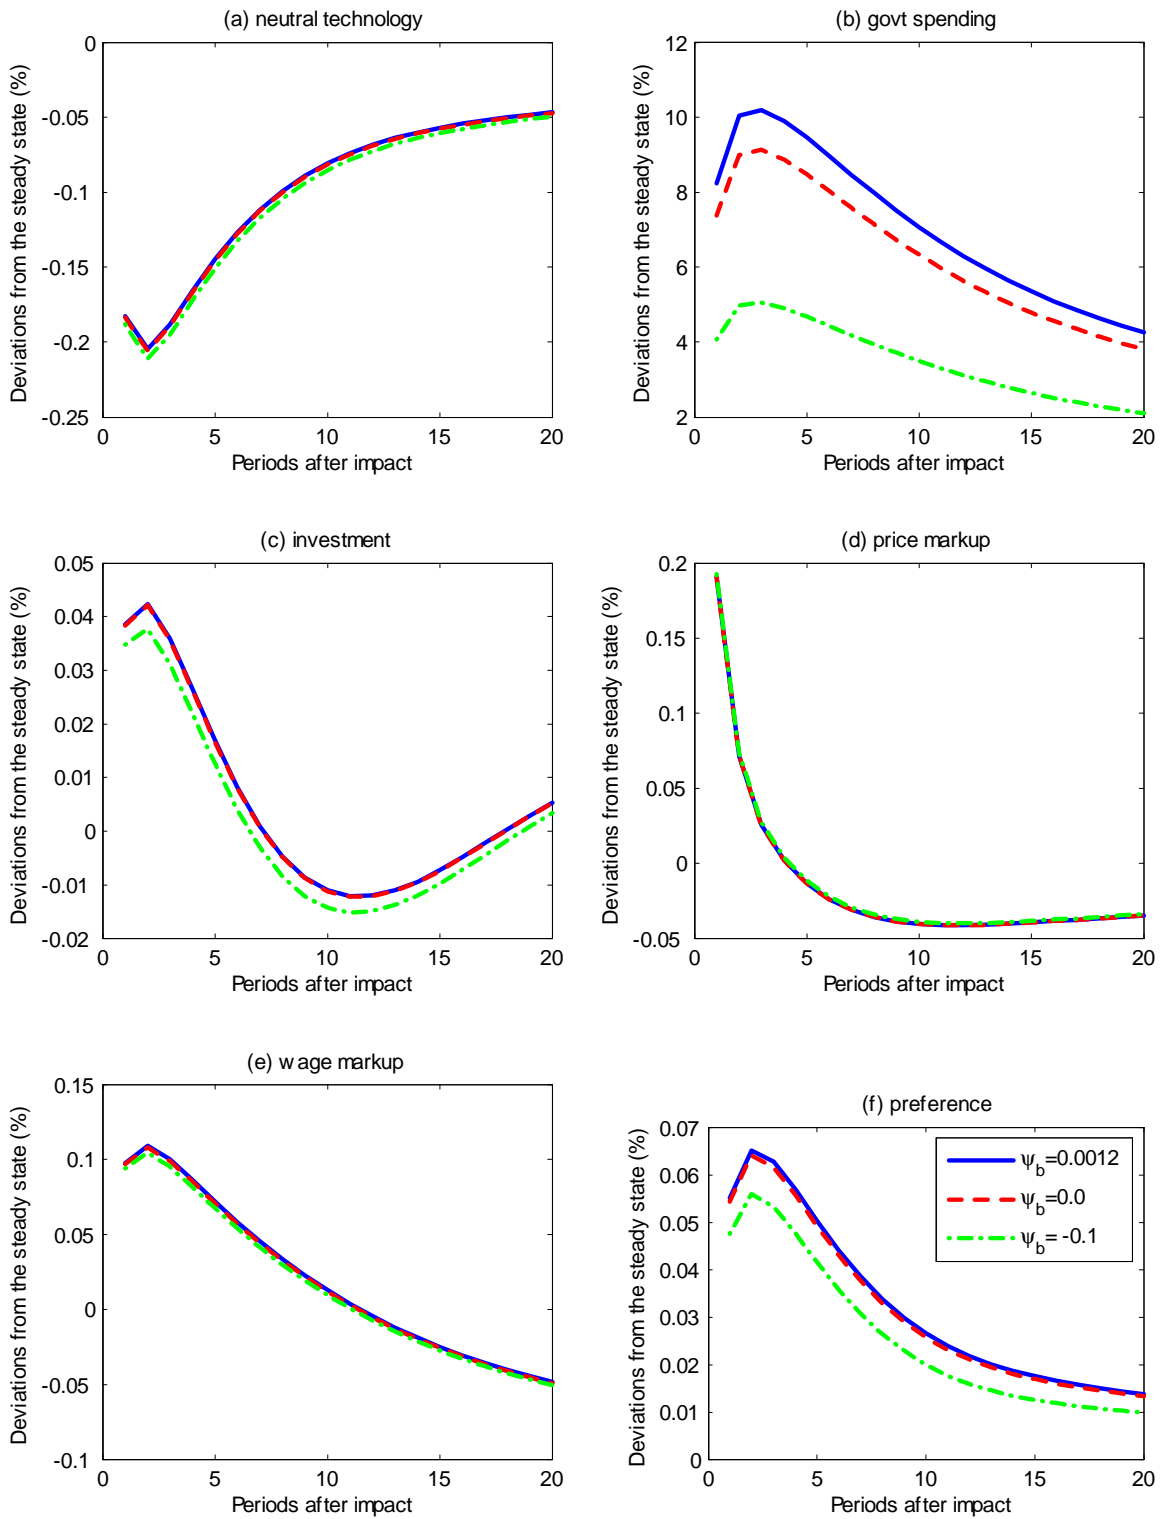 (a) neutral technology
Deviations from the steady state (%)
0
-0.05
-0.1
-0.15
-0.2
-0.25
0 5 10 15 20
Periods after impact
(b) govt spending
Deviations from the steady state (%)
12
10
8
6
4
2
0 5 10 15 20
Periods after impact
(c) investment
Deviations from the steady state (%)
0.05
0.04
0.03
0.02
0.01
0
-0.01
-0.02
0 5 10 15 20
Periods after impact
(d) price markup
Deviations from the steady state (%)
0.2
0.15
0.1
0.05
0
-0.05
0 5 10 15 20
Periods after impact
(e) wage markup
Deviations from the steady state (%)
0.15
0.1
0.05
0
-0.05
-0.1
0 5 10 15 20
Periods after impact
(f) preference
Deviations from the steady state (%)
0.07
0.06
0.05
0.04
0.03
0.02
0.01
0
0 5 10 15 20
Periods after impact
ψb=0.0012
ψb=0.0
ψb= -0.1